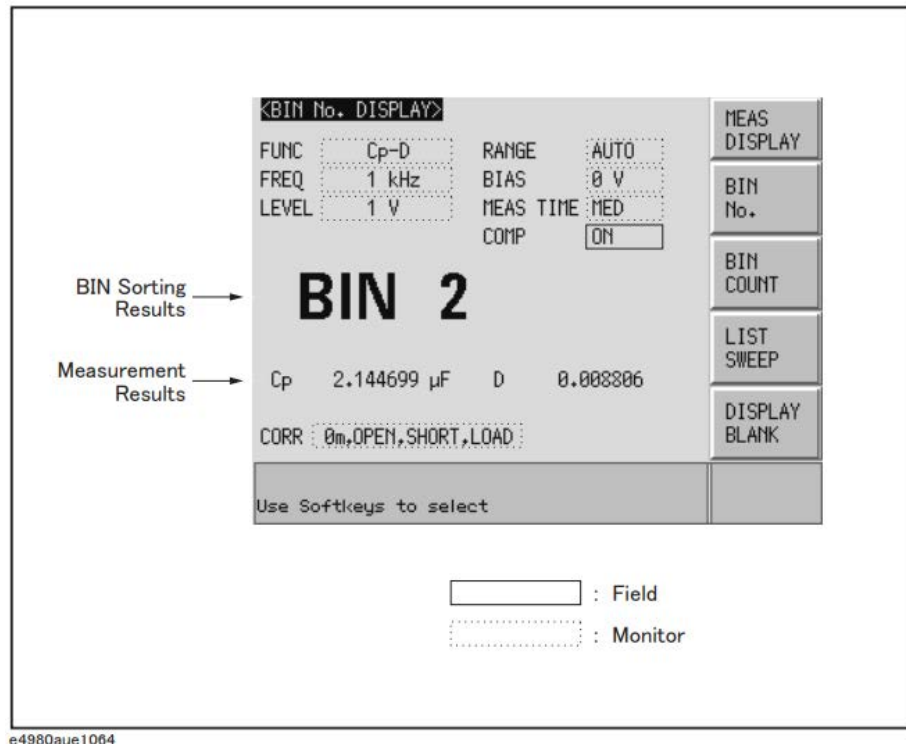 <BIN No. DISPLAY>
FUNC Cp-D RANGE AUTO
FREQ 1 kHz BIAS 0 V
LEVEL 1 V MEAS TIME MED
COMP ON
BIN Sorting
Results
BIN 2
Measurement
Results
Cp 2.144699 µF D 0.008806
CORR 0m,OPEN,SHORT,LOAD
Use Softkeys to select
MEAS
DISPLAY
BIN
No.
BIN
COUNT
LIST
SWEEP
DISPLAY
BLANK
: Field
: Monitor
e4980aue1064